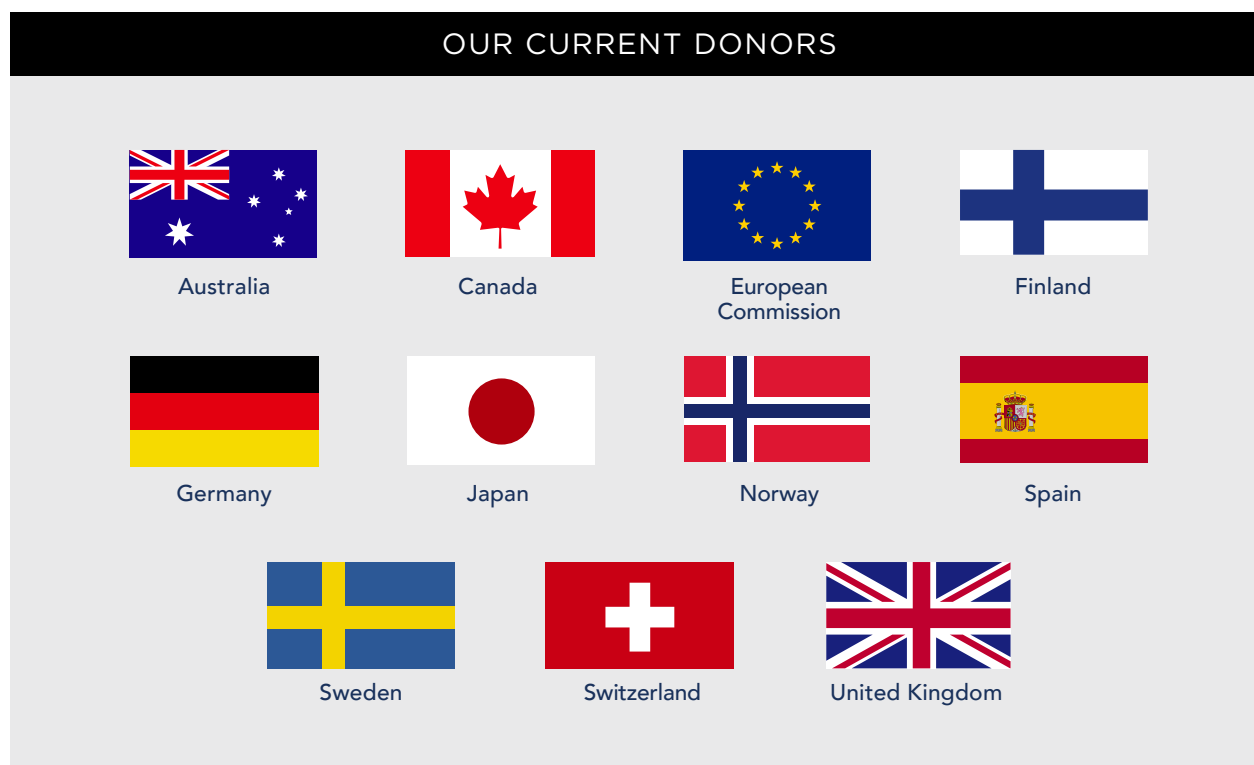 OUR CURRENT DONORS
Australia
Canada
European
Commission
Finland
Germany
Japan
Norway
Spain
Sweden
Switzerland
United Kingdom